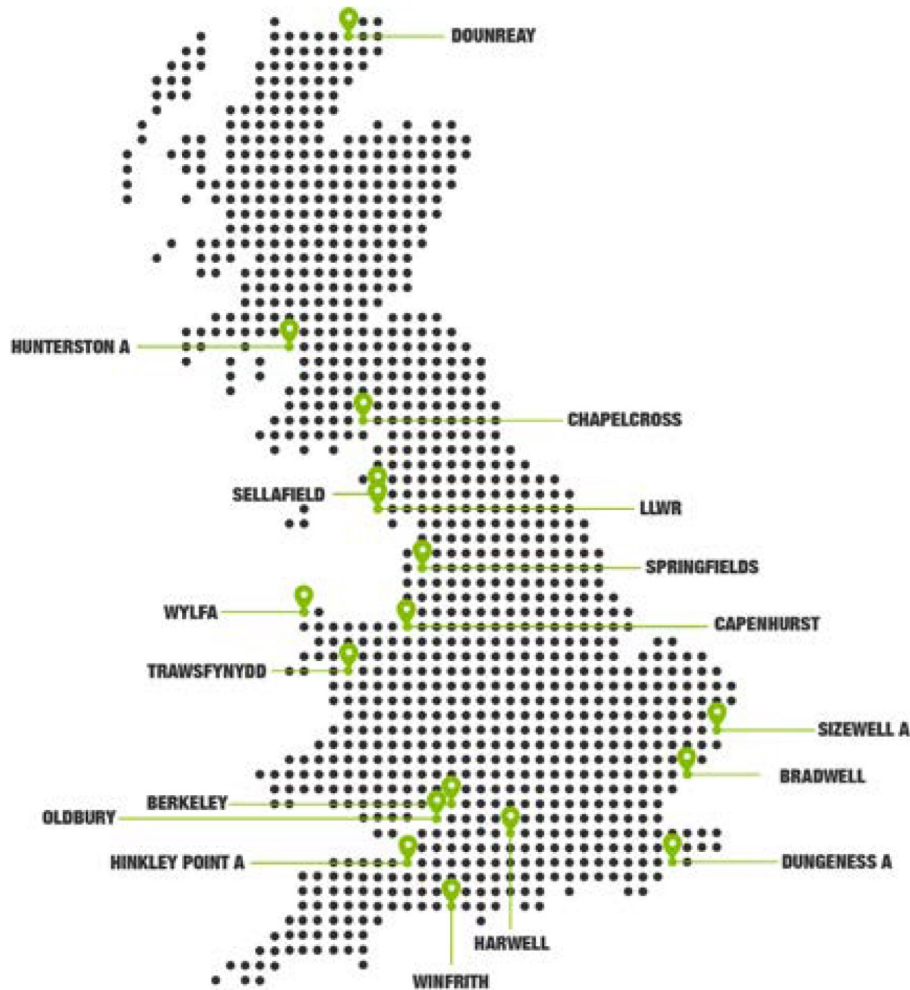 DOUNREAY
HUNTERSTON A
CHAPELCROSS
SELLAFIELD
LLWR
SPRINGFIELDS
WYLFA
CAPENHURST
TRAWSFYNYDD
SIZEWELL A
BRADWELL
BERKELEY
OLDBURY
HINKLEY POINT A
DUNGENESS A
HARWELL
WINFRITH